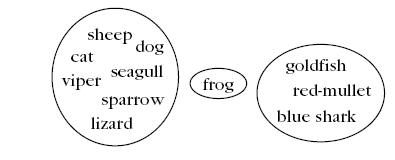 sheep
dog
cat
seagull
viper
sparrow
lizard
frog
goldfish
red-mullet
blue shark